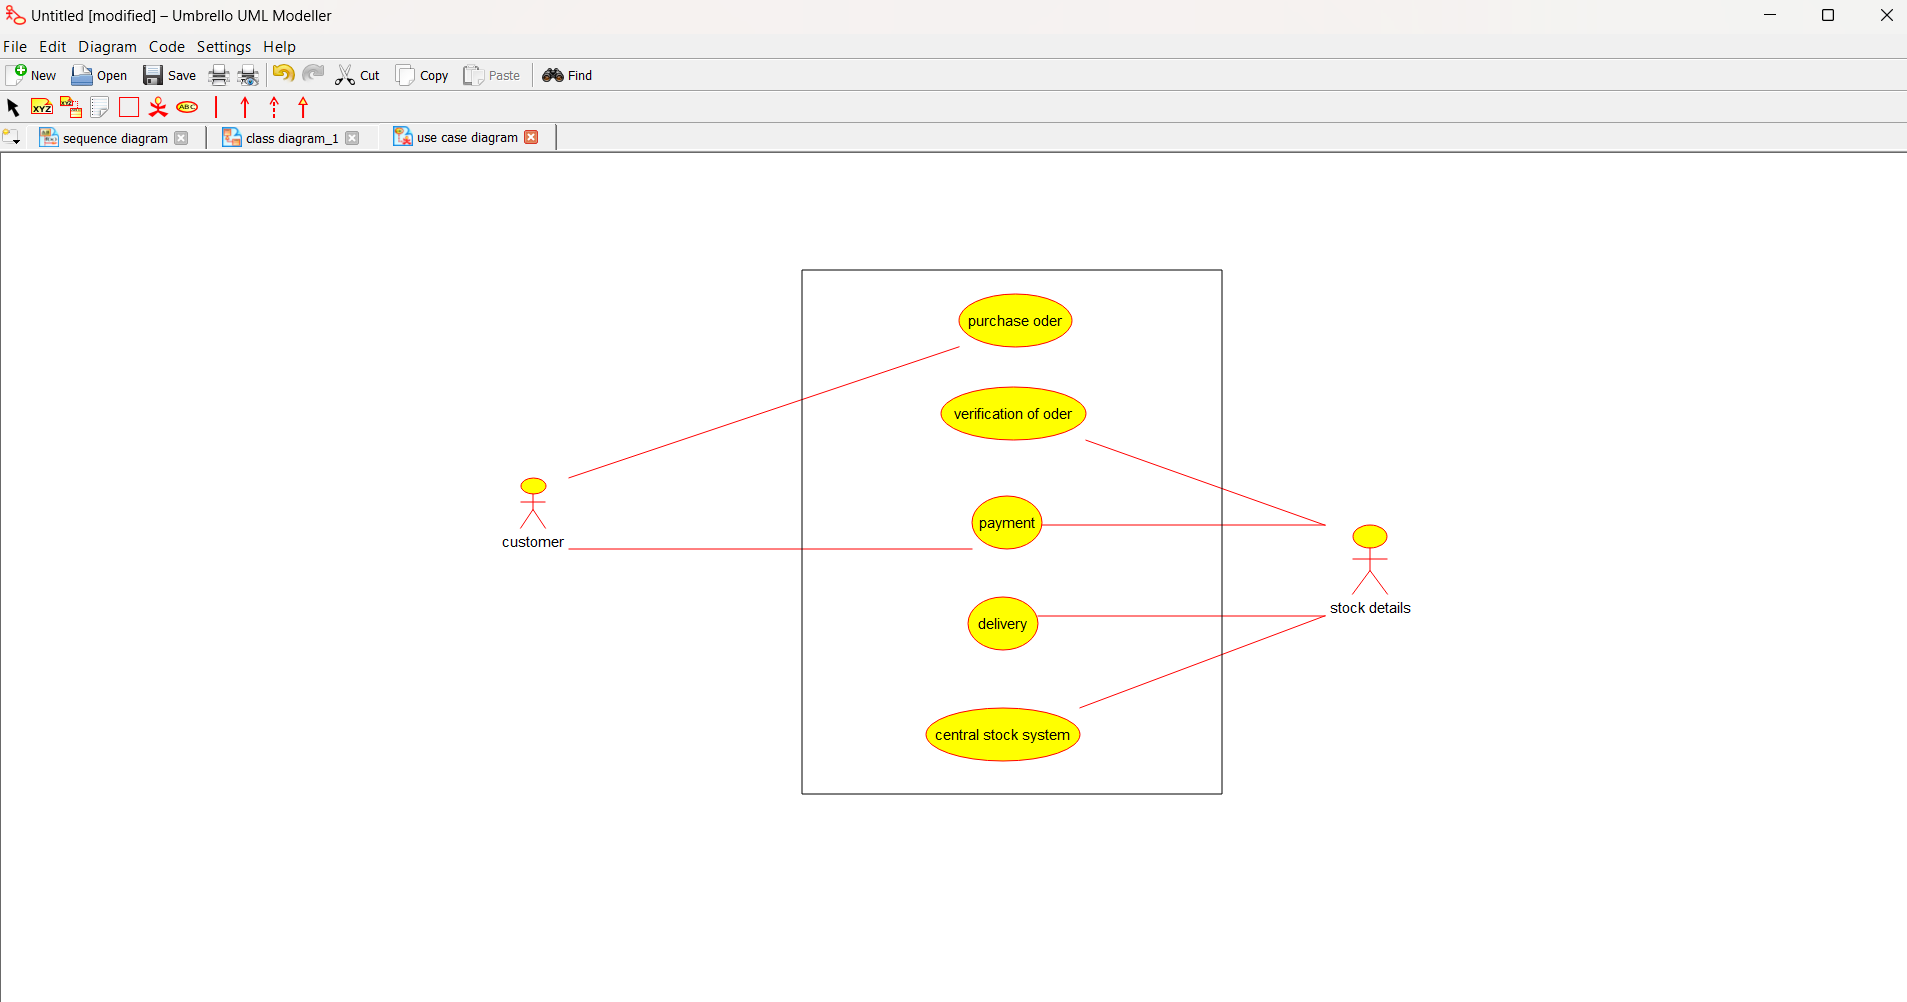 Untitled [modified] – Umbrello UML Modeller
File Edit Diagram Code Settings Help
New Open Save Cut Copy Paste Find
XYZ XYZ ABC
sequence diagram class diagram_1 use case diagram
purchase oder
verification of oder
payment
customer
stock details
delivery
central stock system